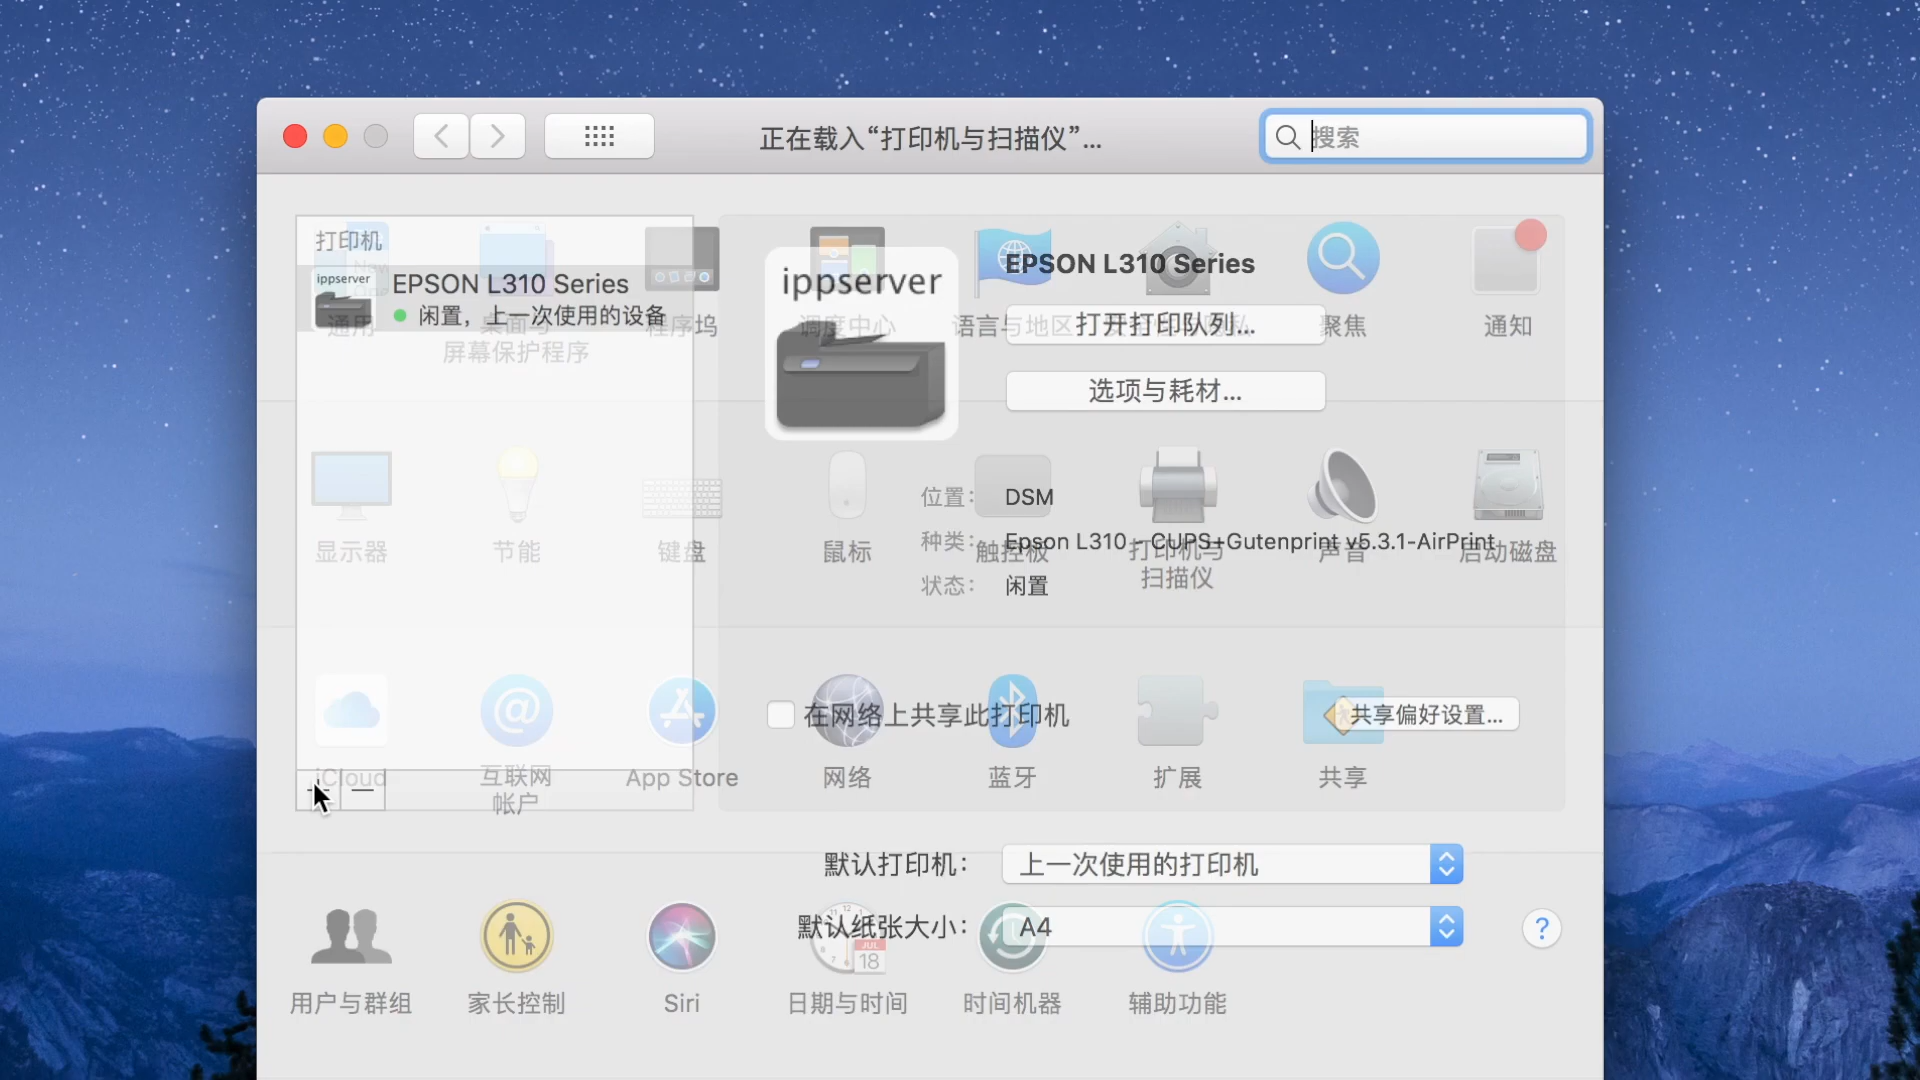 正在载入“打印机与扫描仪”...
搜索
打印机
ippserver
EPSON L310 Series
闲置，上一次使用的设备
ippserver
EPSON L310 Series
打开打印队列...
选项与耗材...
位置：
DSM
种类：
Epson L310 - CUPS+Gutenprint v5.3.1-AirPrint
状态：
闲置
在网络上共享此打印机
共享偏好设置...
默认打印机：
上一次使用的打印机
默认纸张大小：
A4
?
通用
桌面与
屏幕保护程序
程序坞
调度中心
语言与地区
聚焦
通知
显示器
节能
键盘
鼠标
触控板
打印机与
扫描仪
声音
启动磁盘
iCloud
互联网
帐户
App Store
网络
蓝牙
扩展
共享
用户与群组
家长控制
Siri
JUL
18
日期与时间
时间机器
辅助功能